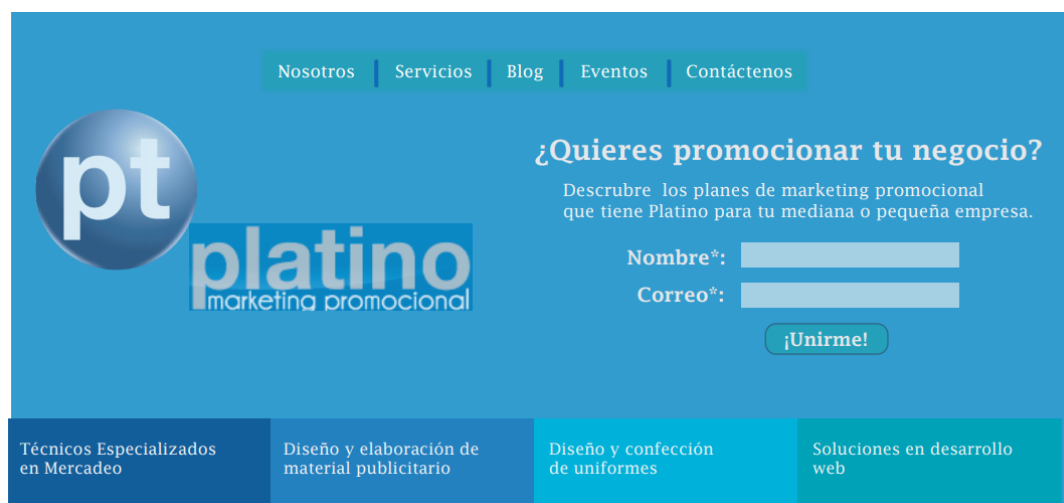 Nosotros Servicios Blog Eventos Contáctenos
pt
platino
marketing promocional
¿Quieres promocionar tu negocio?
Descrubre los planes de marketing promocional
que tiene Platino para tu mediana o pequeña empresa.
Nombre*:
Correo*:
¡Unirme!
Técnicos Especializados
en Mercadeo
Diseño y elaboración de
material publicitario
Diseño y confección
de uniformes
Soluciones en desarrollo
web